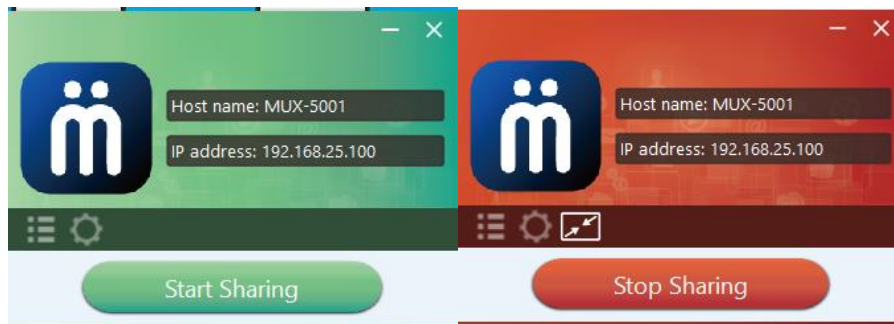 Host name: MUX-5001
IP address: 192.168.25.100
Start Sharing
Host name: MUX-5001
IP address: 192.168.25.100
Stop Sharing